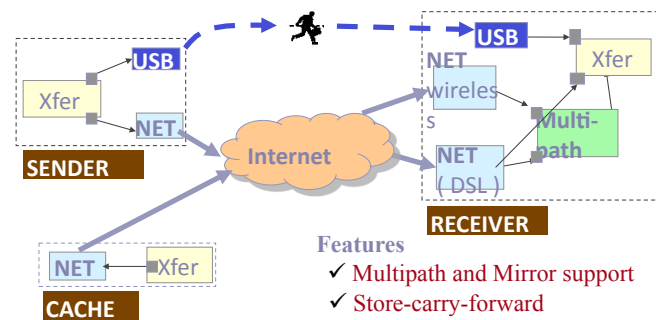 USB
Xfer
NET
SENDER
Internet
NET
Xfer
CACHE
USB
Xfer
NET
wireles
s
Multi-
path
NET
( DSL )
RECEIVER
Features
✓ Multipath and Mirror support
✓ Store-carry-forward